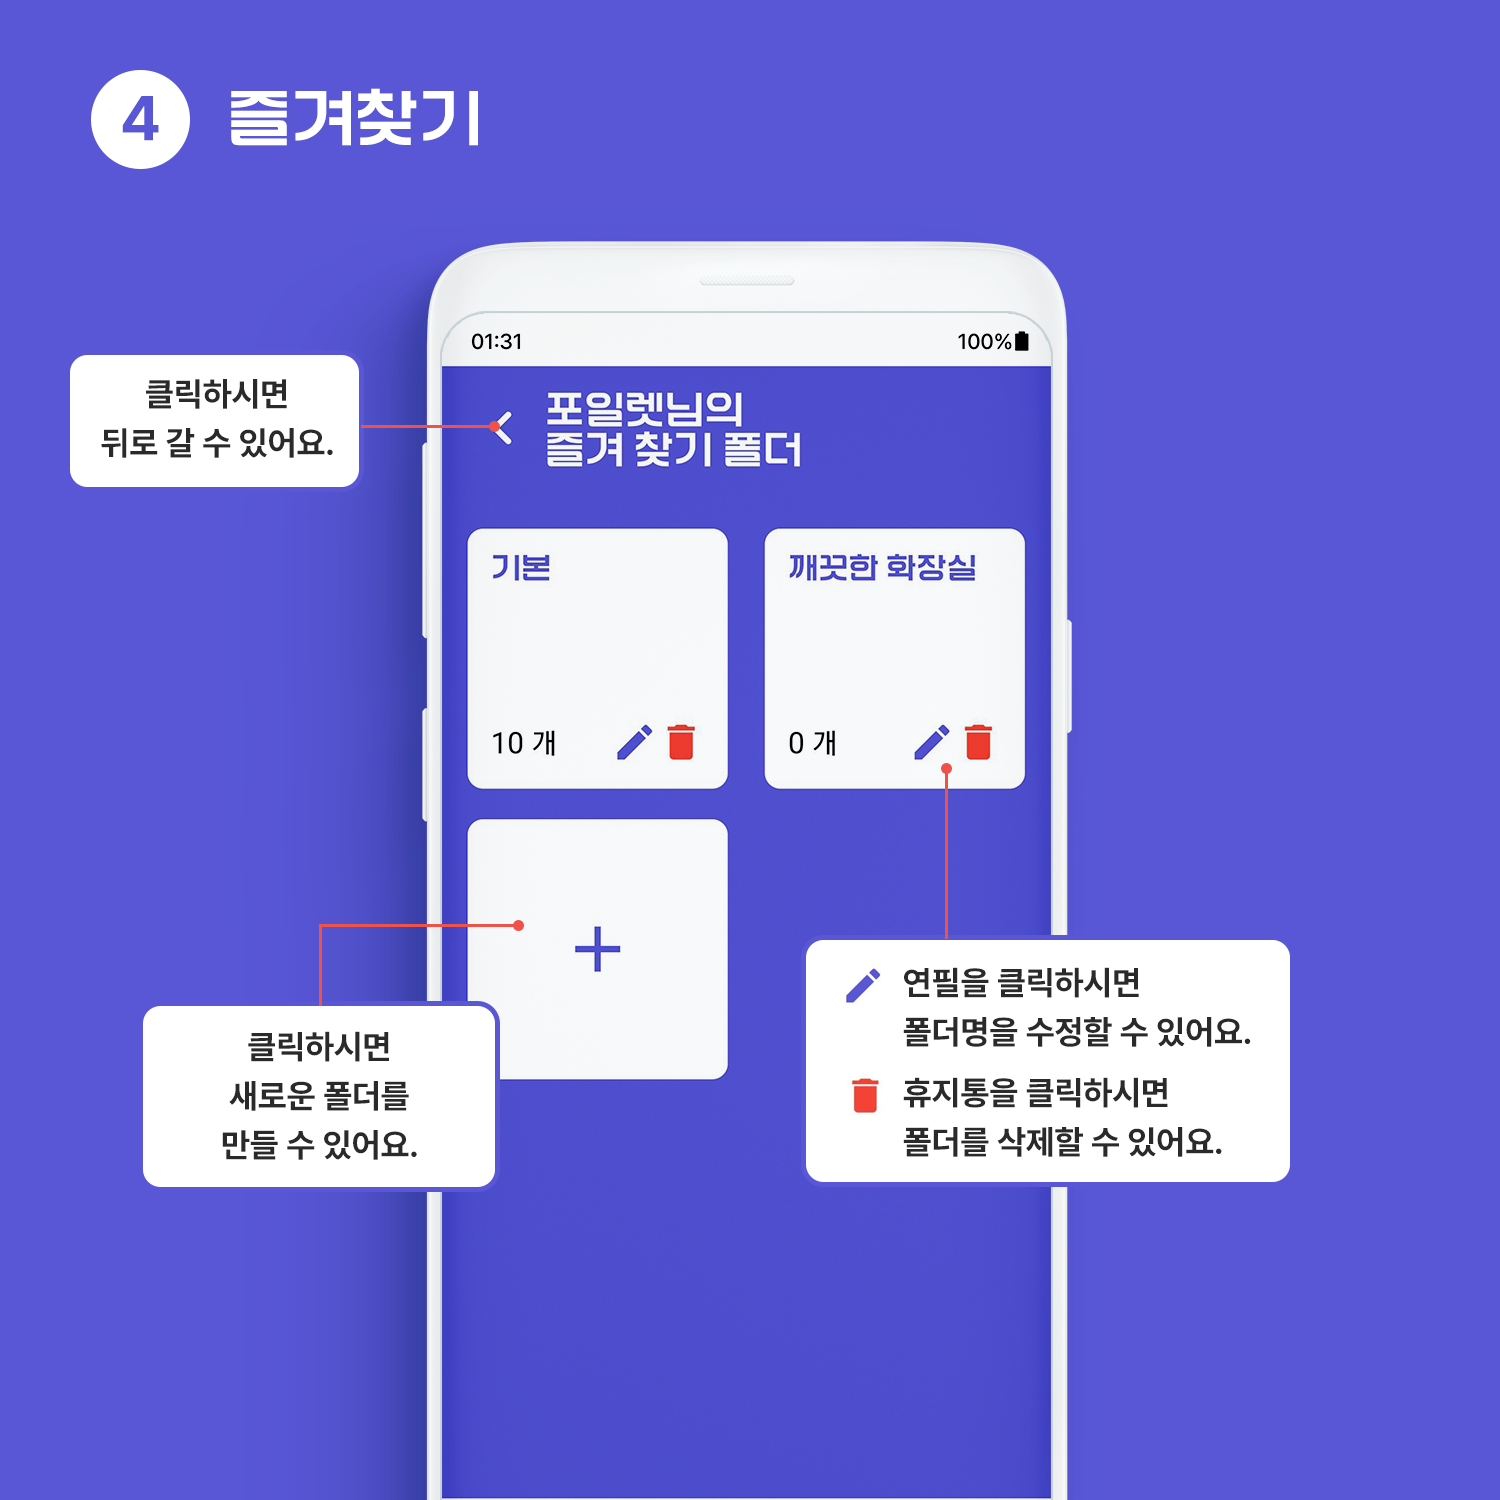 4 즐겨찾기
01:31 100%
클릭하시면
뒤로 갈 수 있어요.
포일렛님의
즐겨 찾기 폴더
기본
10 개
깨끗한 화장실
0 개
클릭하시면
새로운 폴더를
만들 수 있어요.
연필을 클릭하시면
폴더명을 수정할 수 있어요.
휴지통을 클릭하시면
폴더를 삭제할 수 있어요.